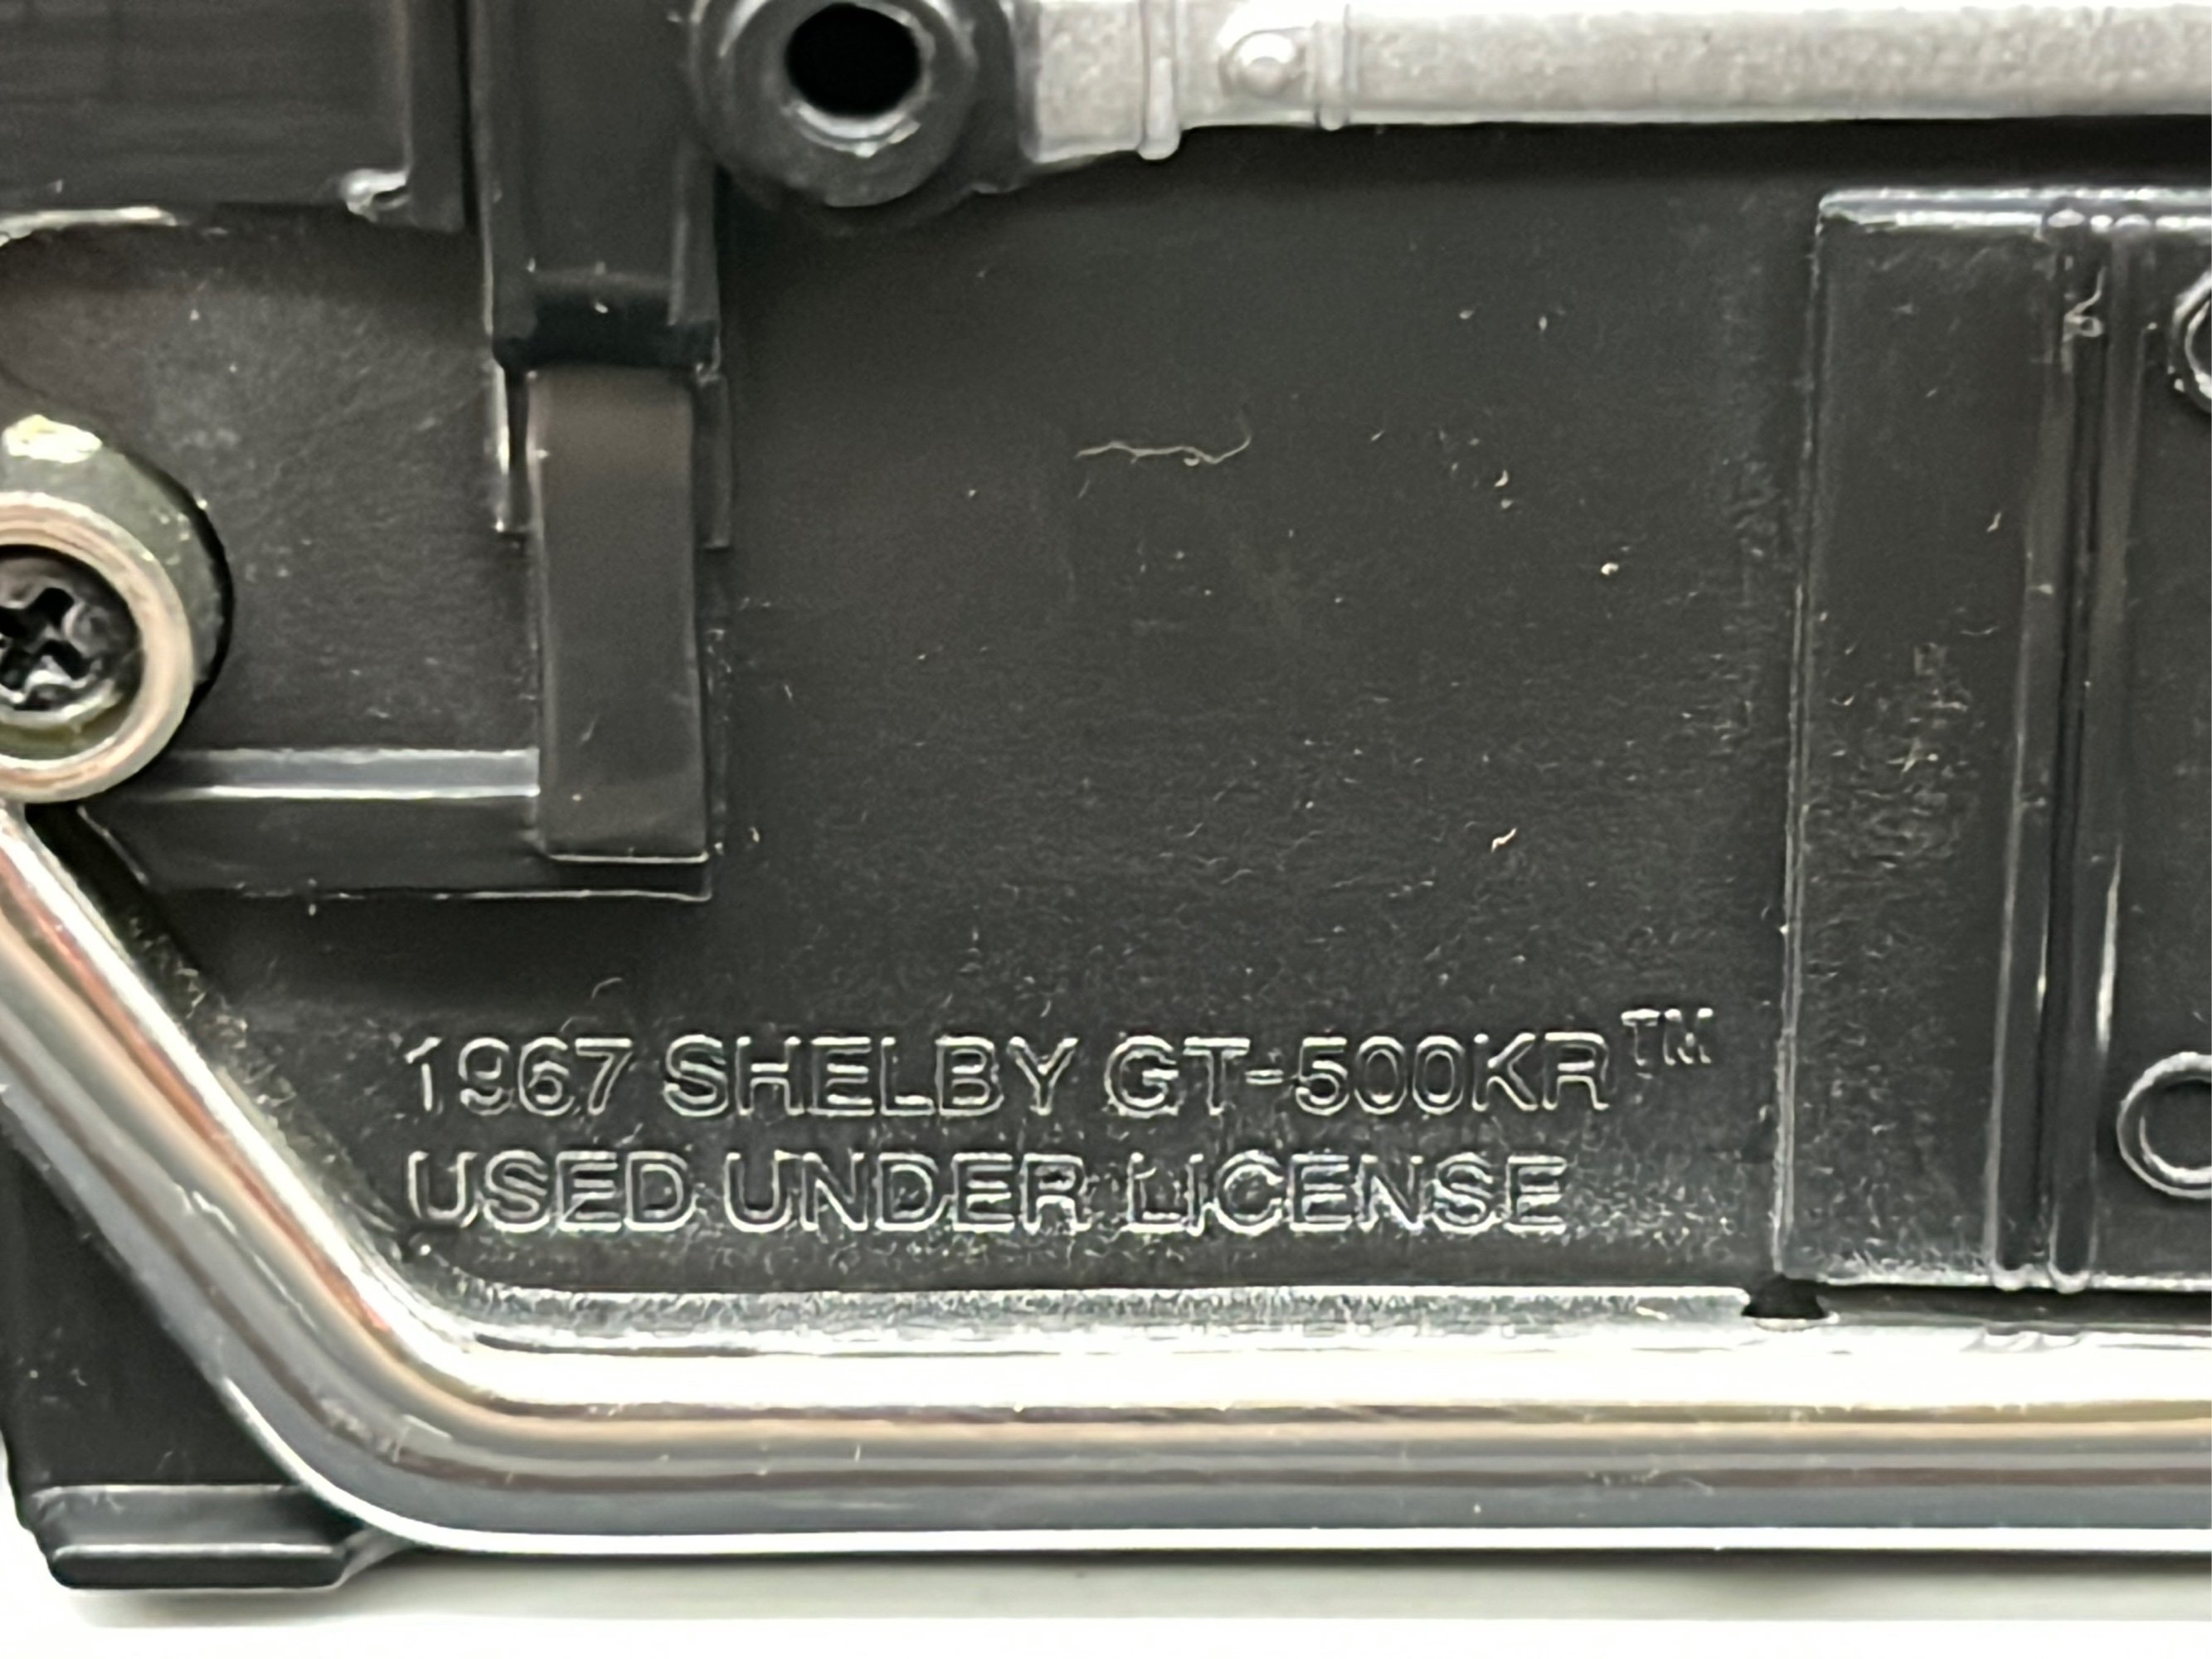 1967 SHELBY GT-500KR™
USED UNDER LICENSE